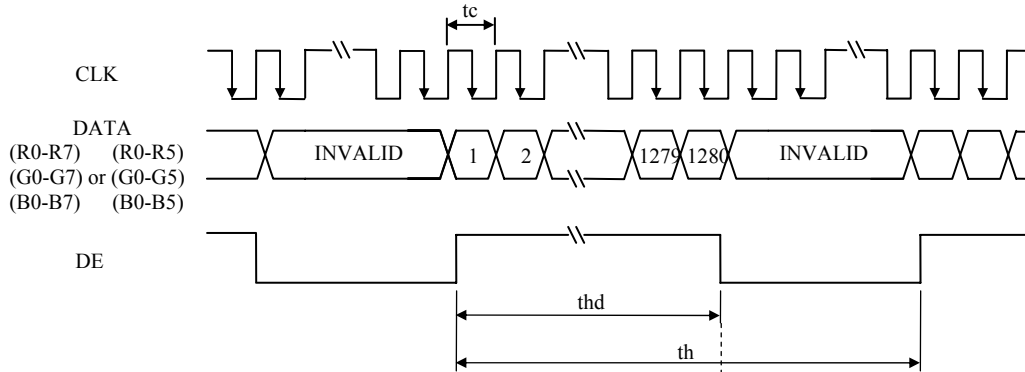 tc
CLK
DATA
(R0-R7) (R0-R5)
(G0-G7) or (G0-G5)
(B0-B7) (B0-B5)
INVALID 1 2 1279 1280 INVALID
DE
thd
th